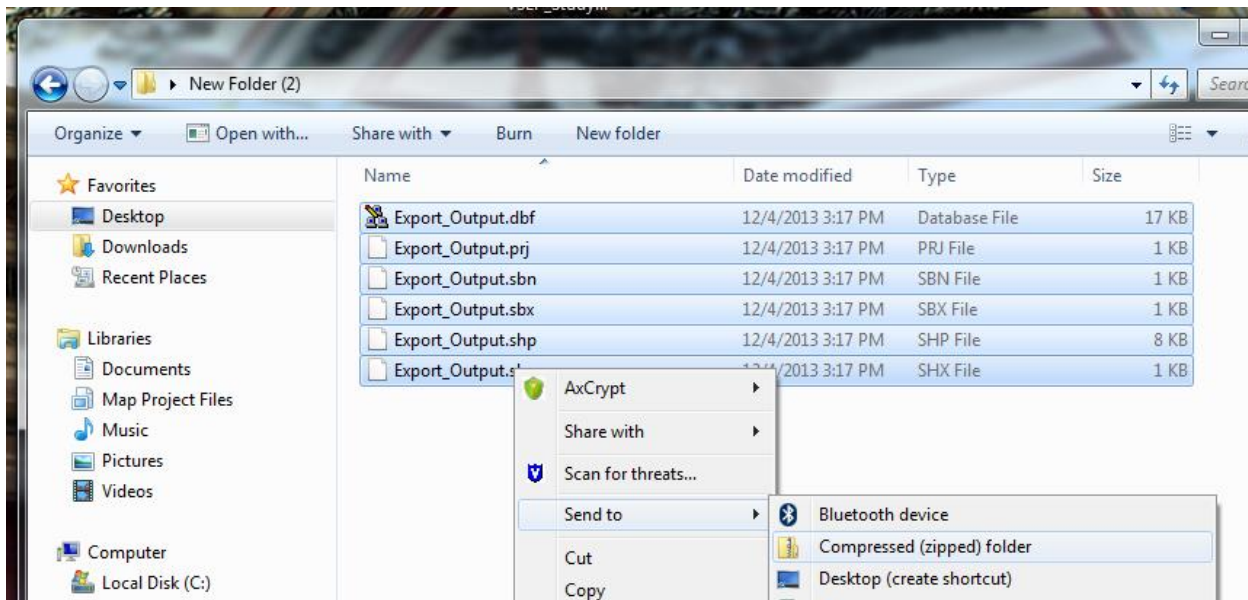 New Folder (2)
Organize Open with... Share with Burn New folder
Name Date modified Type Size
Favorites
Desktop
Downloads
Recent Places
Libraries
Documents
Map Project Files
Music
Pictures
Videos
Computer
Local Disk (C:)
Export_Output.dbf 12/4/2013 3:17 PM Database File 17 KB
Export_Output.prj 12/4/2013 3:17 PM PRJ File 1 KB
Export_Output.sbn 12/4/2013 3:17 PM SBN File 1 KB
Export_Output.sbx 12/4/2013 3:17 PM SBX File 1 KB
Export_Output.shp 12/4/2013 3:17 PM SHP File 8 KB
3:17 PM SHX File 1 KB
AxCrypt
Share with
Scan for threats...
Send to
Cut
Copy
Bluetooth device
Compressed (zipped) folder
Desktop (create shortcut)